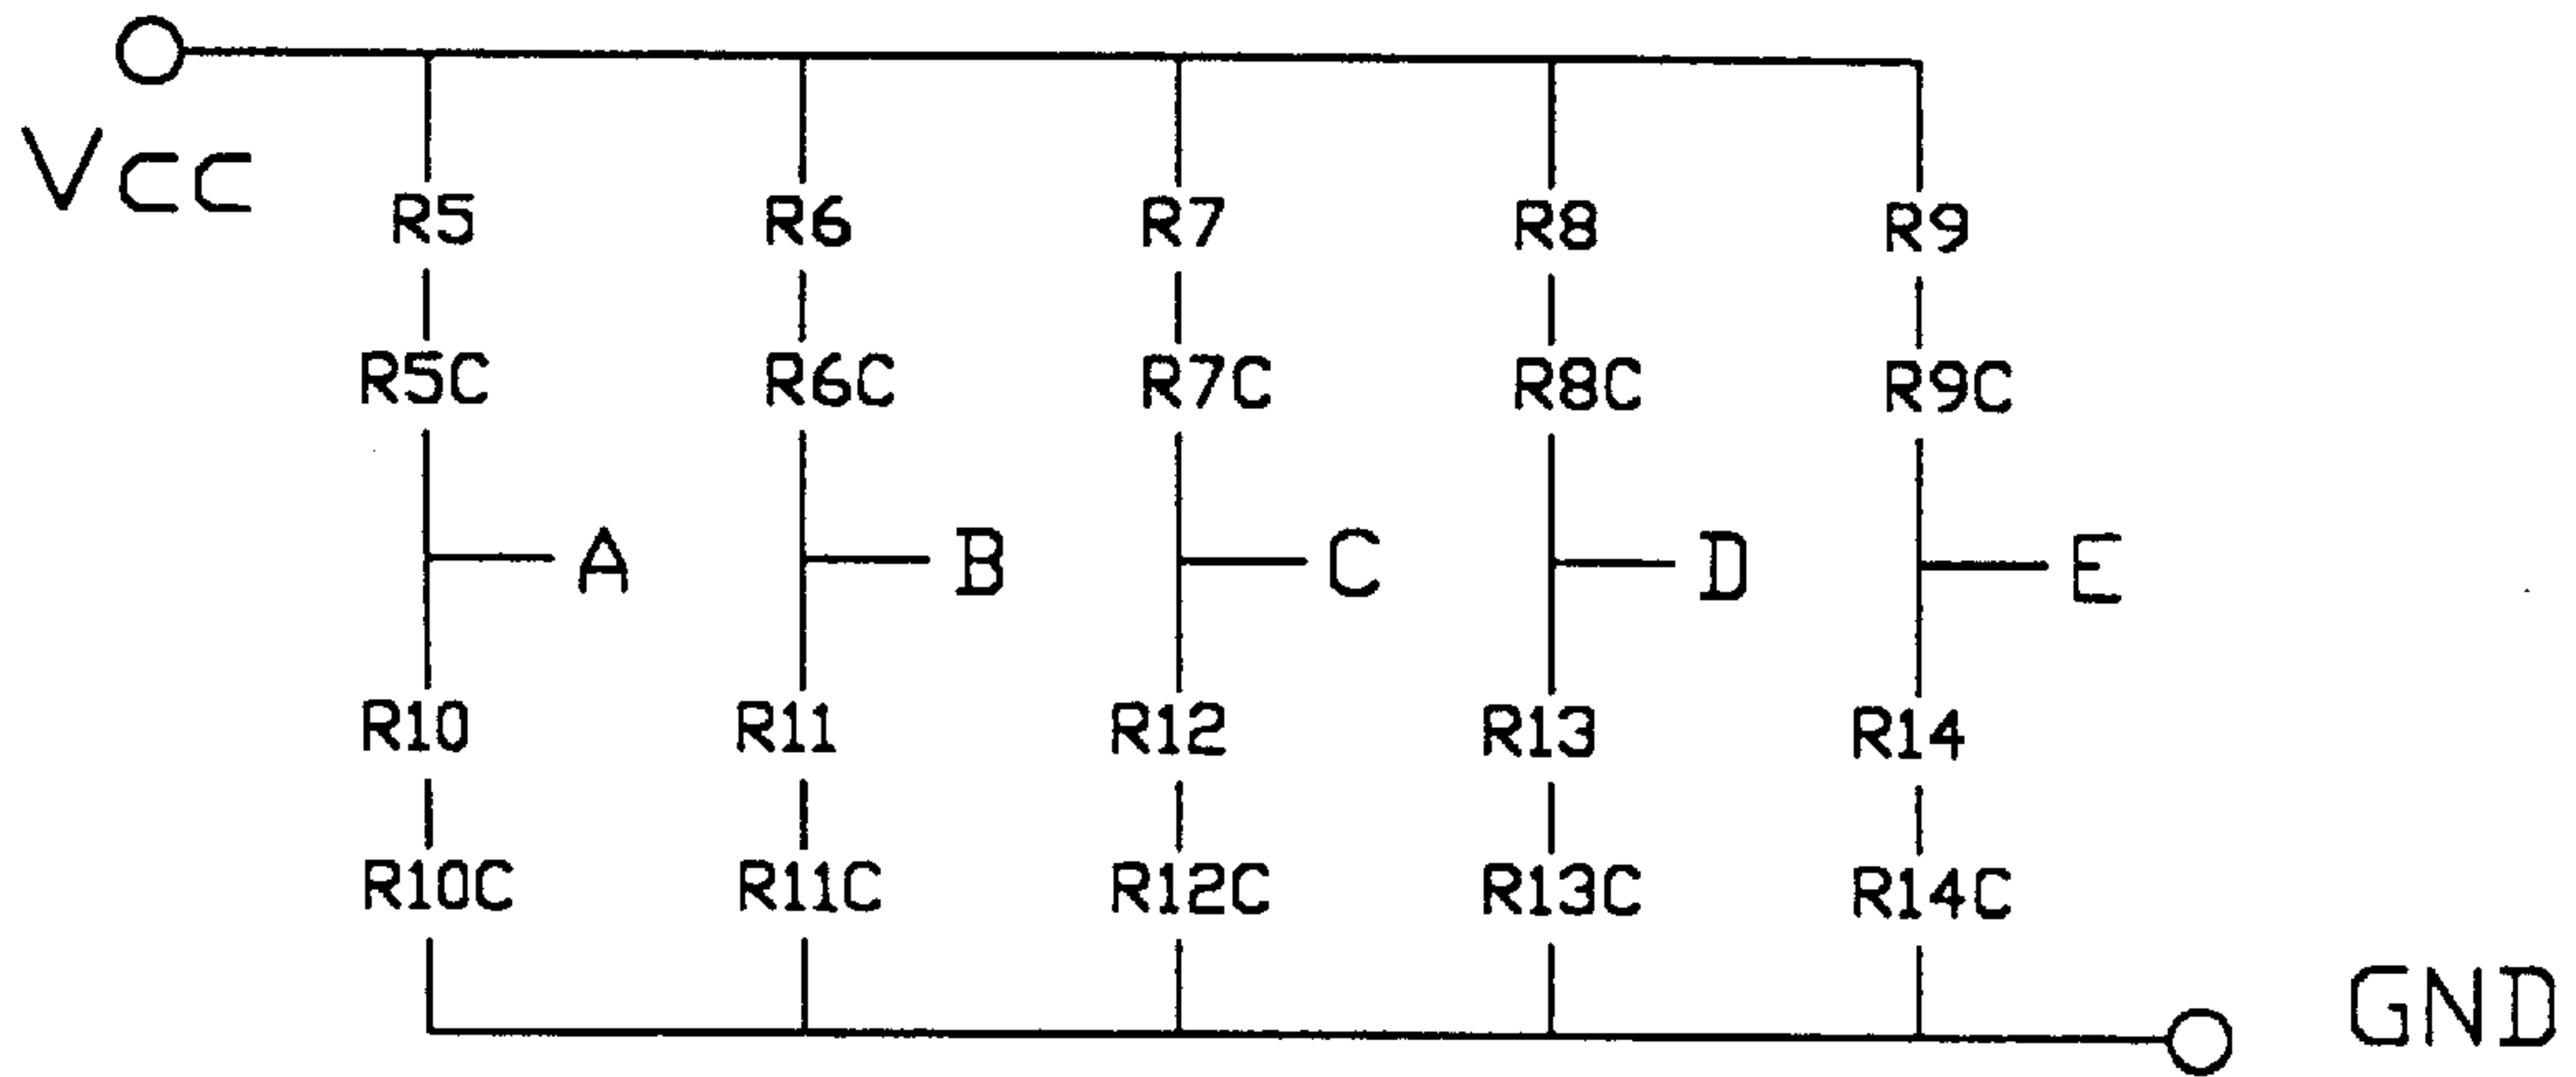 Vcc
R5 R6 R7 R8 R9
R5C R6C R7C R8C R9C
A B C D E
R10 R11 R12 R13 R14
R10C R11C R12C R13C R14C
GND